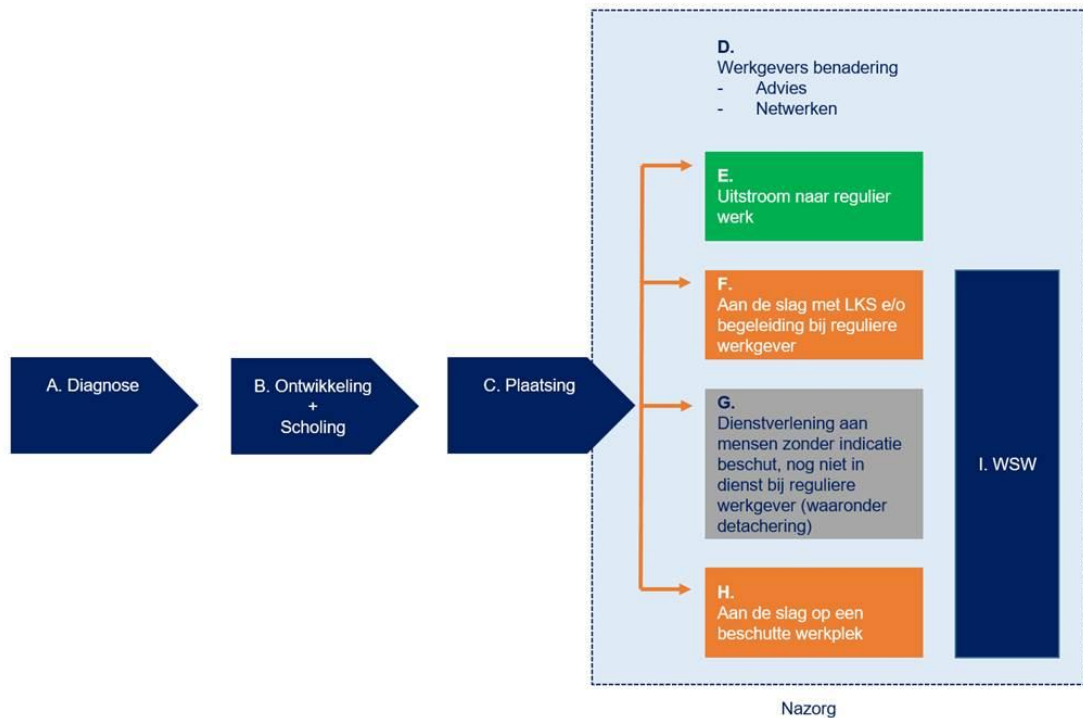 D.
Werkgevers benadering
- Advies
- Netwerken
E.
Uitstroom naar regulier
werk
F.
Aan de slag met LKS e/o
begeleiding bij reguliere
werkgever
A. Diagnose
B. Ontwikkeling
+
Scholing
C. Plaatsing
G.
Dienstverlening aan
mensen zonder indicatie
beschut, nog niet in
dienst bij reguliere
werkgever (waaronder
detachering)
I. WSW
H.
Aan de slag op een
beschutte werkplek
Nazorg